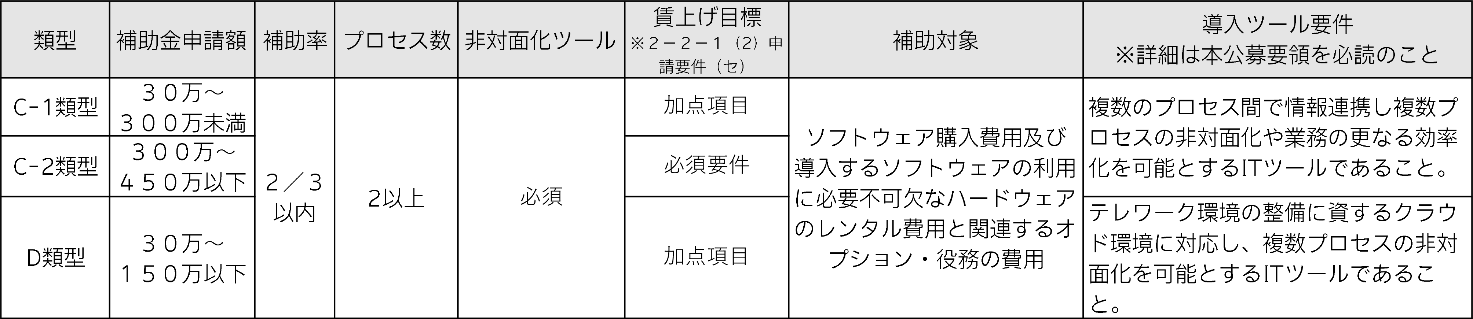 類型
補助金申請額
補助率
プロセス数
非対面化ツール
賃上げ目標
※２－２－１（2）申
請要件（セ）
補助対象
導入ツール要件
※詳細は本公募要領を必読のこと
C-1類型
３０万～
３００万未満
加点項目
複数のプロセス間で情報連携し複数プ
ロセスの非対面化や業務の更なる効率
化を可能とするITツールであること。
C-2類型
３００万～
４５０万以下
必須要件
２／３
以内
2以上
必須
ソフトウェア購入費用及び
導入するソフトウェアの利用
に必要不可欠なハードウェア
のレンタル費用と関連するオ
プション・役務の費用
D類型
３０万～
１５０万以下
加点項目
テレワーク環境の整備に資するクラウ
ド環境に対応し、複数プロセスの非対
面化を可能とするITツールであるこ
と。